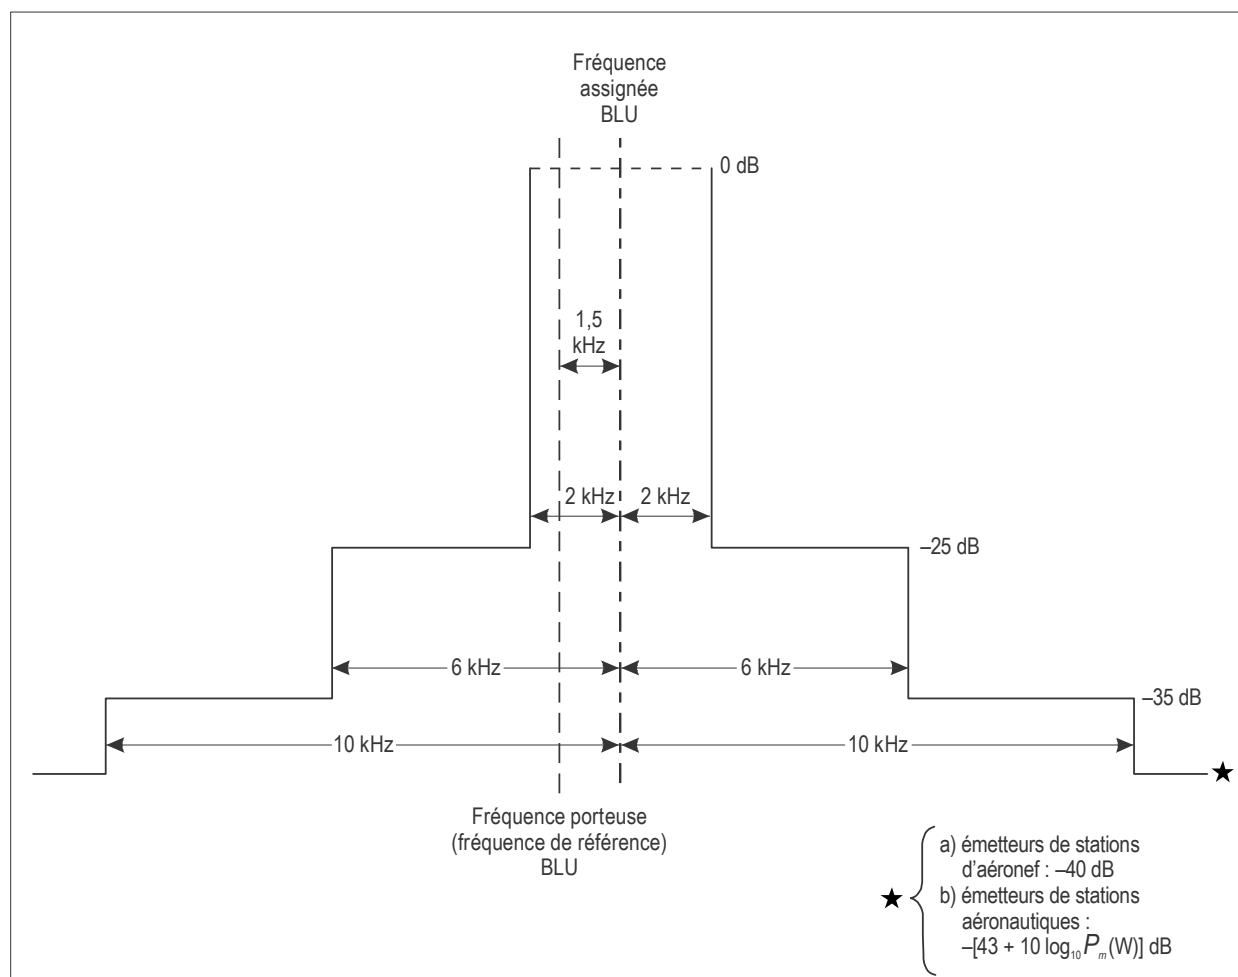 Fréquence
assignée
BLU
0 dB
1,5
kHz
2 kHz
2 kHz
–25 dB
6 kHz
6 kHz
–35 dB
10 kHz
10 kHz
★
Fréquence porteuse
(fréquence de référence)
BLU
★
a) émetteurs de stations
d'aéronef : –40 dB
b) émetteurs de stations
aéronautiques :
–[43 + 10 log₁₀ Pₘ(W)] dB